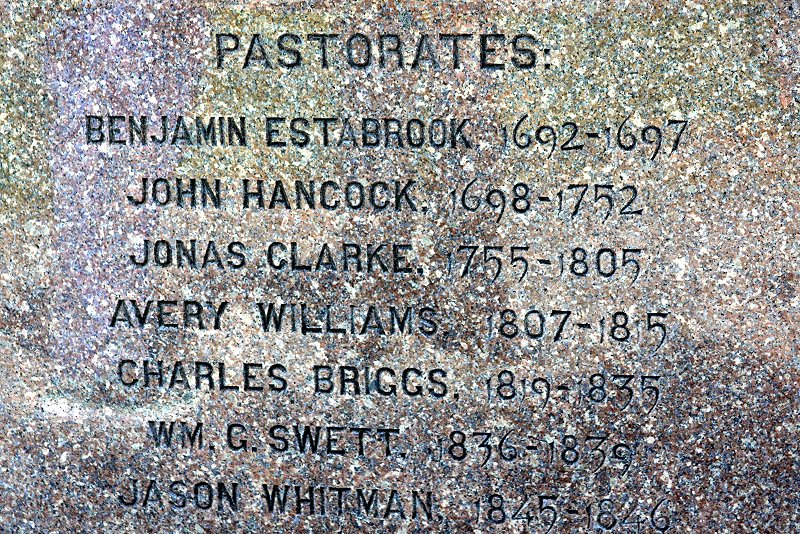 PASTORATES:
BENJAMIN ESTABROOK 1692-1697
JOHN HANCOCK. 1698-1752
JONAS CLARKE. 1755-1805
AVERY WILLIAMS. 1807-1815
CHARLES BRIGGS. 1819-1835
WM. G. SWETT. 1836-1839
JASON WHITMAN. 1845-1846